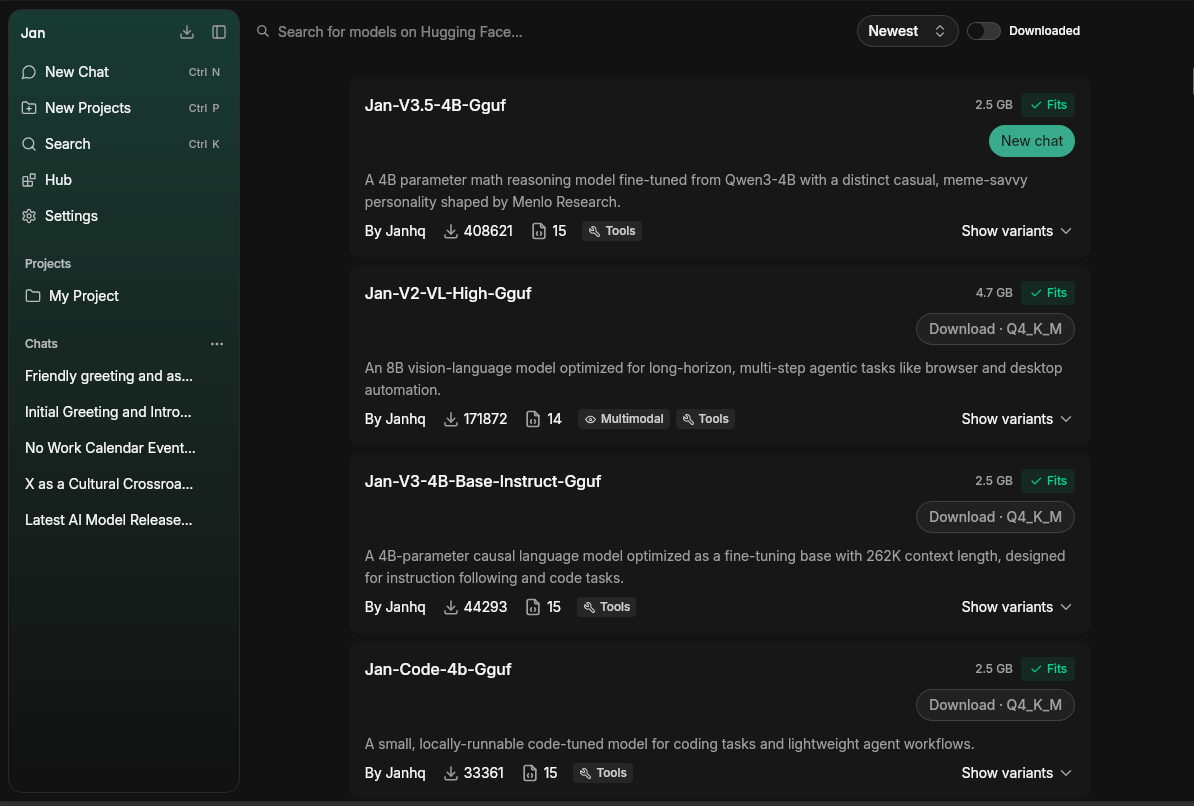 Jan
New Chat Ctrl N
New Projects Ctrl P
Search Ctrl K
Hub
Settings
Projects
My Project
Chats
Friendly greeting and as...
Initial Greeting and Intro...
No Work Calendar Event...
X as a Cultural Crossroa...
Latest AI Model Release...
Search for models on Hugging Face...
Newest
Downloaded
Jan-V3.5-4B-Gguf
2.5 GB Fits
New chat
A 4B parameter math reasoning model fine-tuned from Qwen3-4B with a distinct casual, meme-savvy
personality shaped by Menlo Research.
By Janhq 408621 15 Tools Show variants
Jan-V2-VL-High-Gguf
4.7 GB Fits
Download · Q4_K_M
An 8B vision-language model optimized for long-horizon, multi-step agentic tasks like browser and desktop
automation.
By Janhq 171872 14 Multimodal Tools Show variants
Jan-V3-4B-Base-Instruct-Gguf
2.5 GB Fits
Download · Q4_K_M
A 4B-parameter causal language model optimized as a fine-tuning base with 262K context length, designed
for instruction following and code tasks.
By Janhq 44293 15 Tools Show variants
Jan-Code-4b-Gguf
2.5 GB Fits
Download · Q4_K_M
A small, locally-runnable code-tuned model for coding tasks and lightweight agent workflows.
By Janhq 33361 15 Tools Show variants